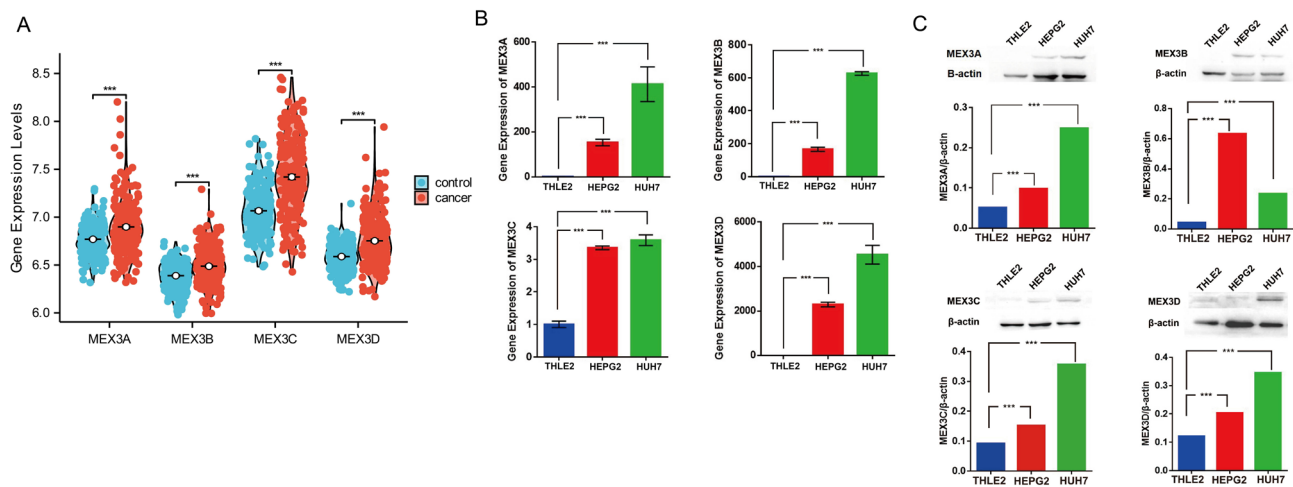 A
Gene Expression Levels
8.5
8.0
7.5
7.0
6.5
6.0
***
***
***
***
MEX3A
MEX3B
MEX3C
MEX3D
control
cancer
B
Gene Expression of MEX3A
600
400
200
0
***
***
THLE2 HEPG2 HUH7
Gene Expression of MEX3B
800
600
400
200
0
***
***
THLE2 HEPG2 HUH7
Gene Expression of MEX3C
4
3
2
1
0
***
***
THLE2 HEPG2 HUH7
Gene Expression of MEX3D
6000
4000
2000
0
***
***
THLE2 HEPG2 HUH7
C
THLE2 HEPG2 HUH7
MEX3A
B-actin
MEX3A/β-actin
0.3
0.2
0.1
0.0
***
***
THLE2 HEPG2 HUH7
THLE2 HEPG2 HUH7
MEX3B
β-actin
MEX3B/β-actin
0.8
0.6
0.4
0.2
0.0
***
***
THLE2 HEPG2 HUH7
THLE2 HEPG2 HUH7
MEX3C
β-actin
MEX3C/β-actin
0.4
0.3
0.2
0.1
0.0
***
***
THLE2 HEPG2 HUH7
THLE2 HEPG2 HUH7
MEX3D
β-actin
MEX3D/β-actin
0.4
0.3
0.2
0.1
0.0
***
***
THLE2 HEPG2 HUH7